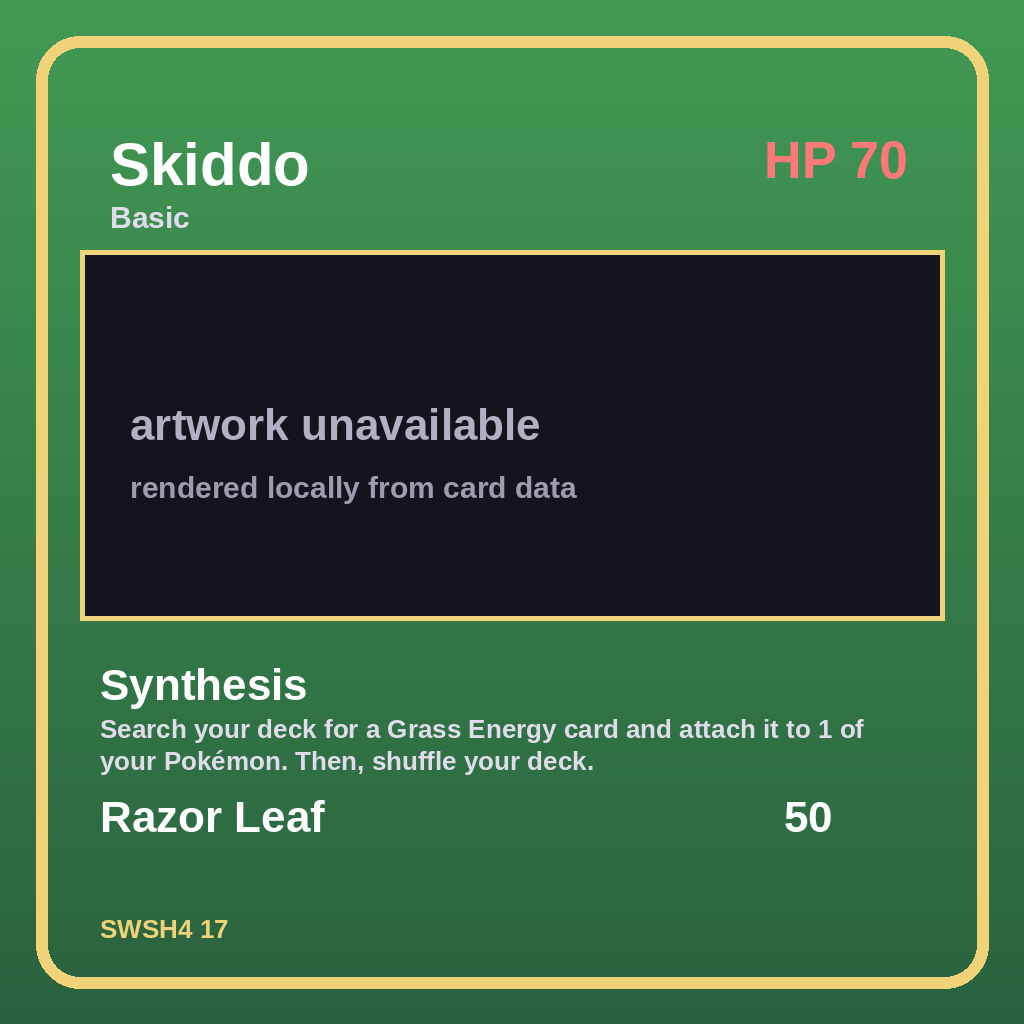 Skiddo
HP 70
Basic
artwork unavailable
rendered locally from card data
Synthesis
Search your deck for a Grass Energy card and attach it to 1 of
your Pokémon. Then, shuffle your deck.
Razor Leaf 50
SWSH4 17